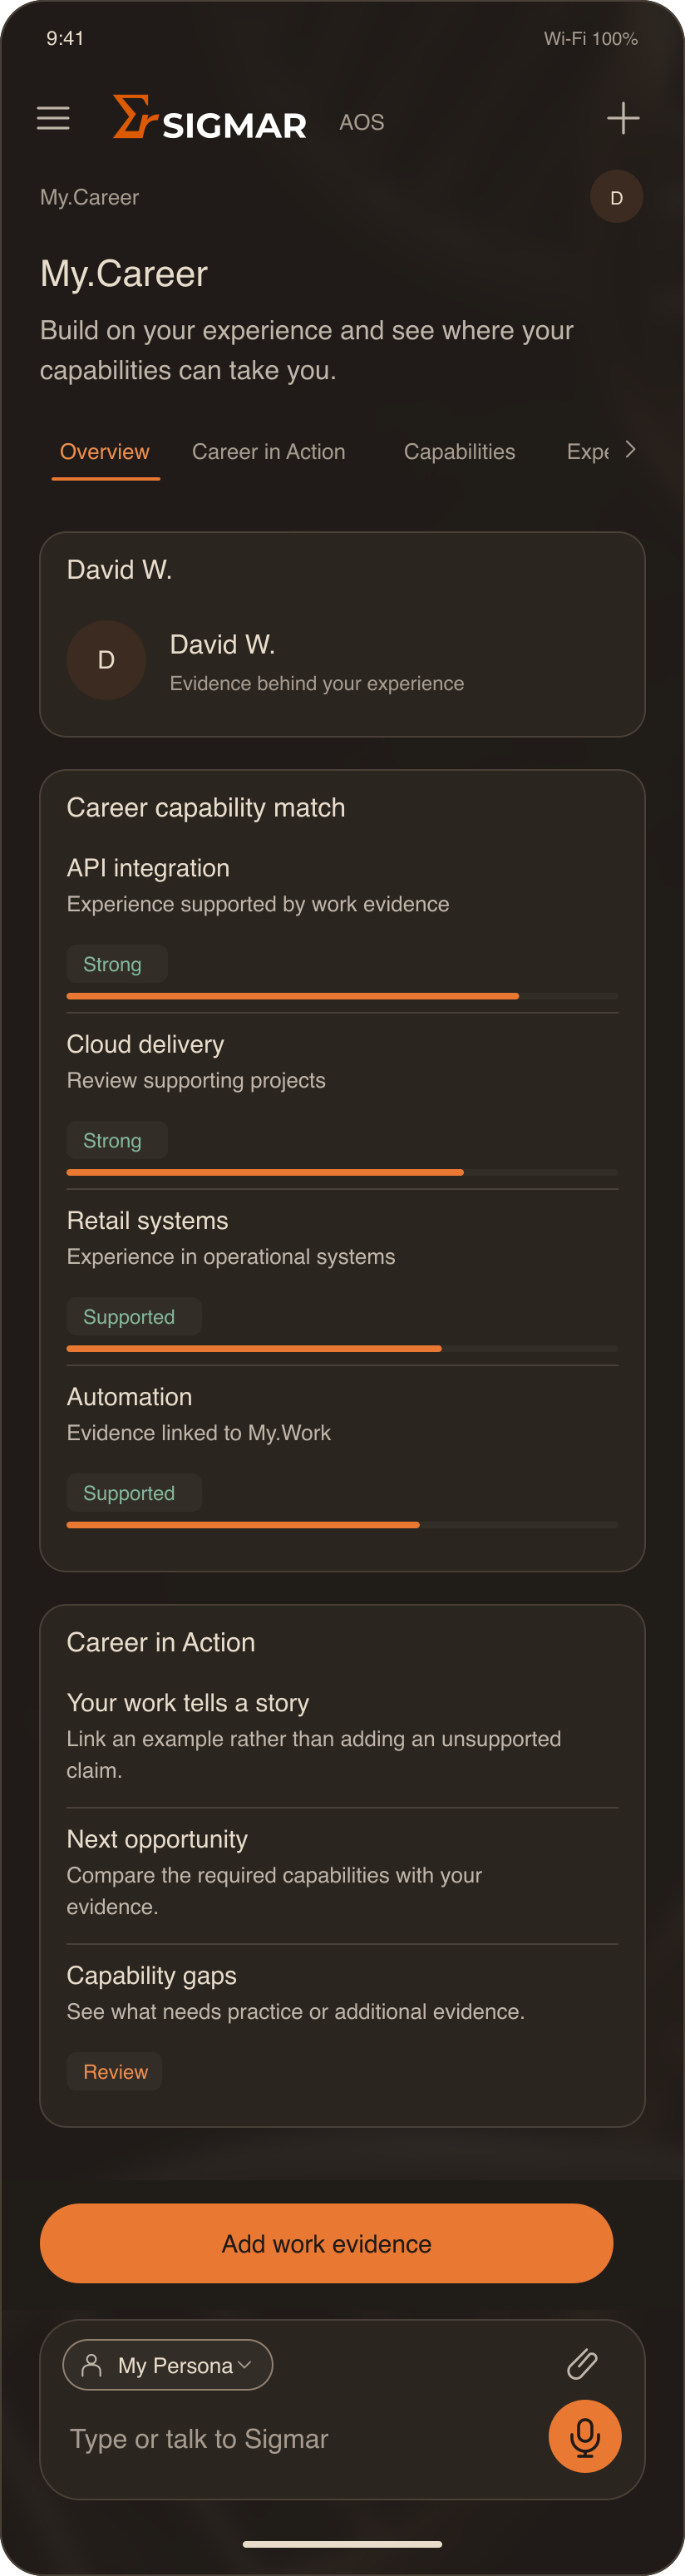 9:41
Wi-Fi 100%
Σr SIGMAR AOS
My.Career
D
My.Career
Build on your experience and see where your
capabilities can take you.
Overview Career in Action Capabilities Expe
David W.
D
David W.
Evidence behind your experience
Career capability match
API integration
Experience supported by work evidence
Strong
Cloud delivery
Review supporting projects
Strong
Retail systems
Experience in operational systems
Supported
Automation
Evidence linked to My.Work
Supported
Career in Action
Your work tells a story
Link an example rather than adding an unsupported
claim.
Next opportunity
Compare the required capabilities with your
evidence.
Capability gaps
See what needs practice or additional evidence.
Review
Add work evidence
My Persona
Type or talk to Sigmar